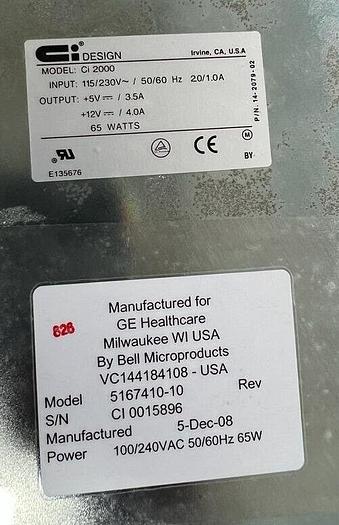 Ci DESIGN Irvine, CA, U.S.A
MODEL: Ci 2000
INPUT: 115/230V~ / 50/60 Hz 2.0/1.0A
OUTPUT: +5V⎓ / 3.5A
+12V⎓ / 4.0A
65 WATTS
P/N. 14-2079-02
M
BY
E135676
CE
828
Manufactured for
GE Healthcare
Milwaukee WI USA
By Bell Microproducts
VC144184108 - USA
Model 5167410-10 Rev
S/N CI 0015896
Manufactured 5-Dec-08
Power 100/240VAC 50/60Hz 65W